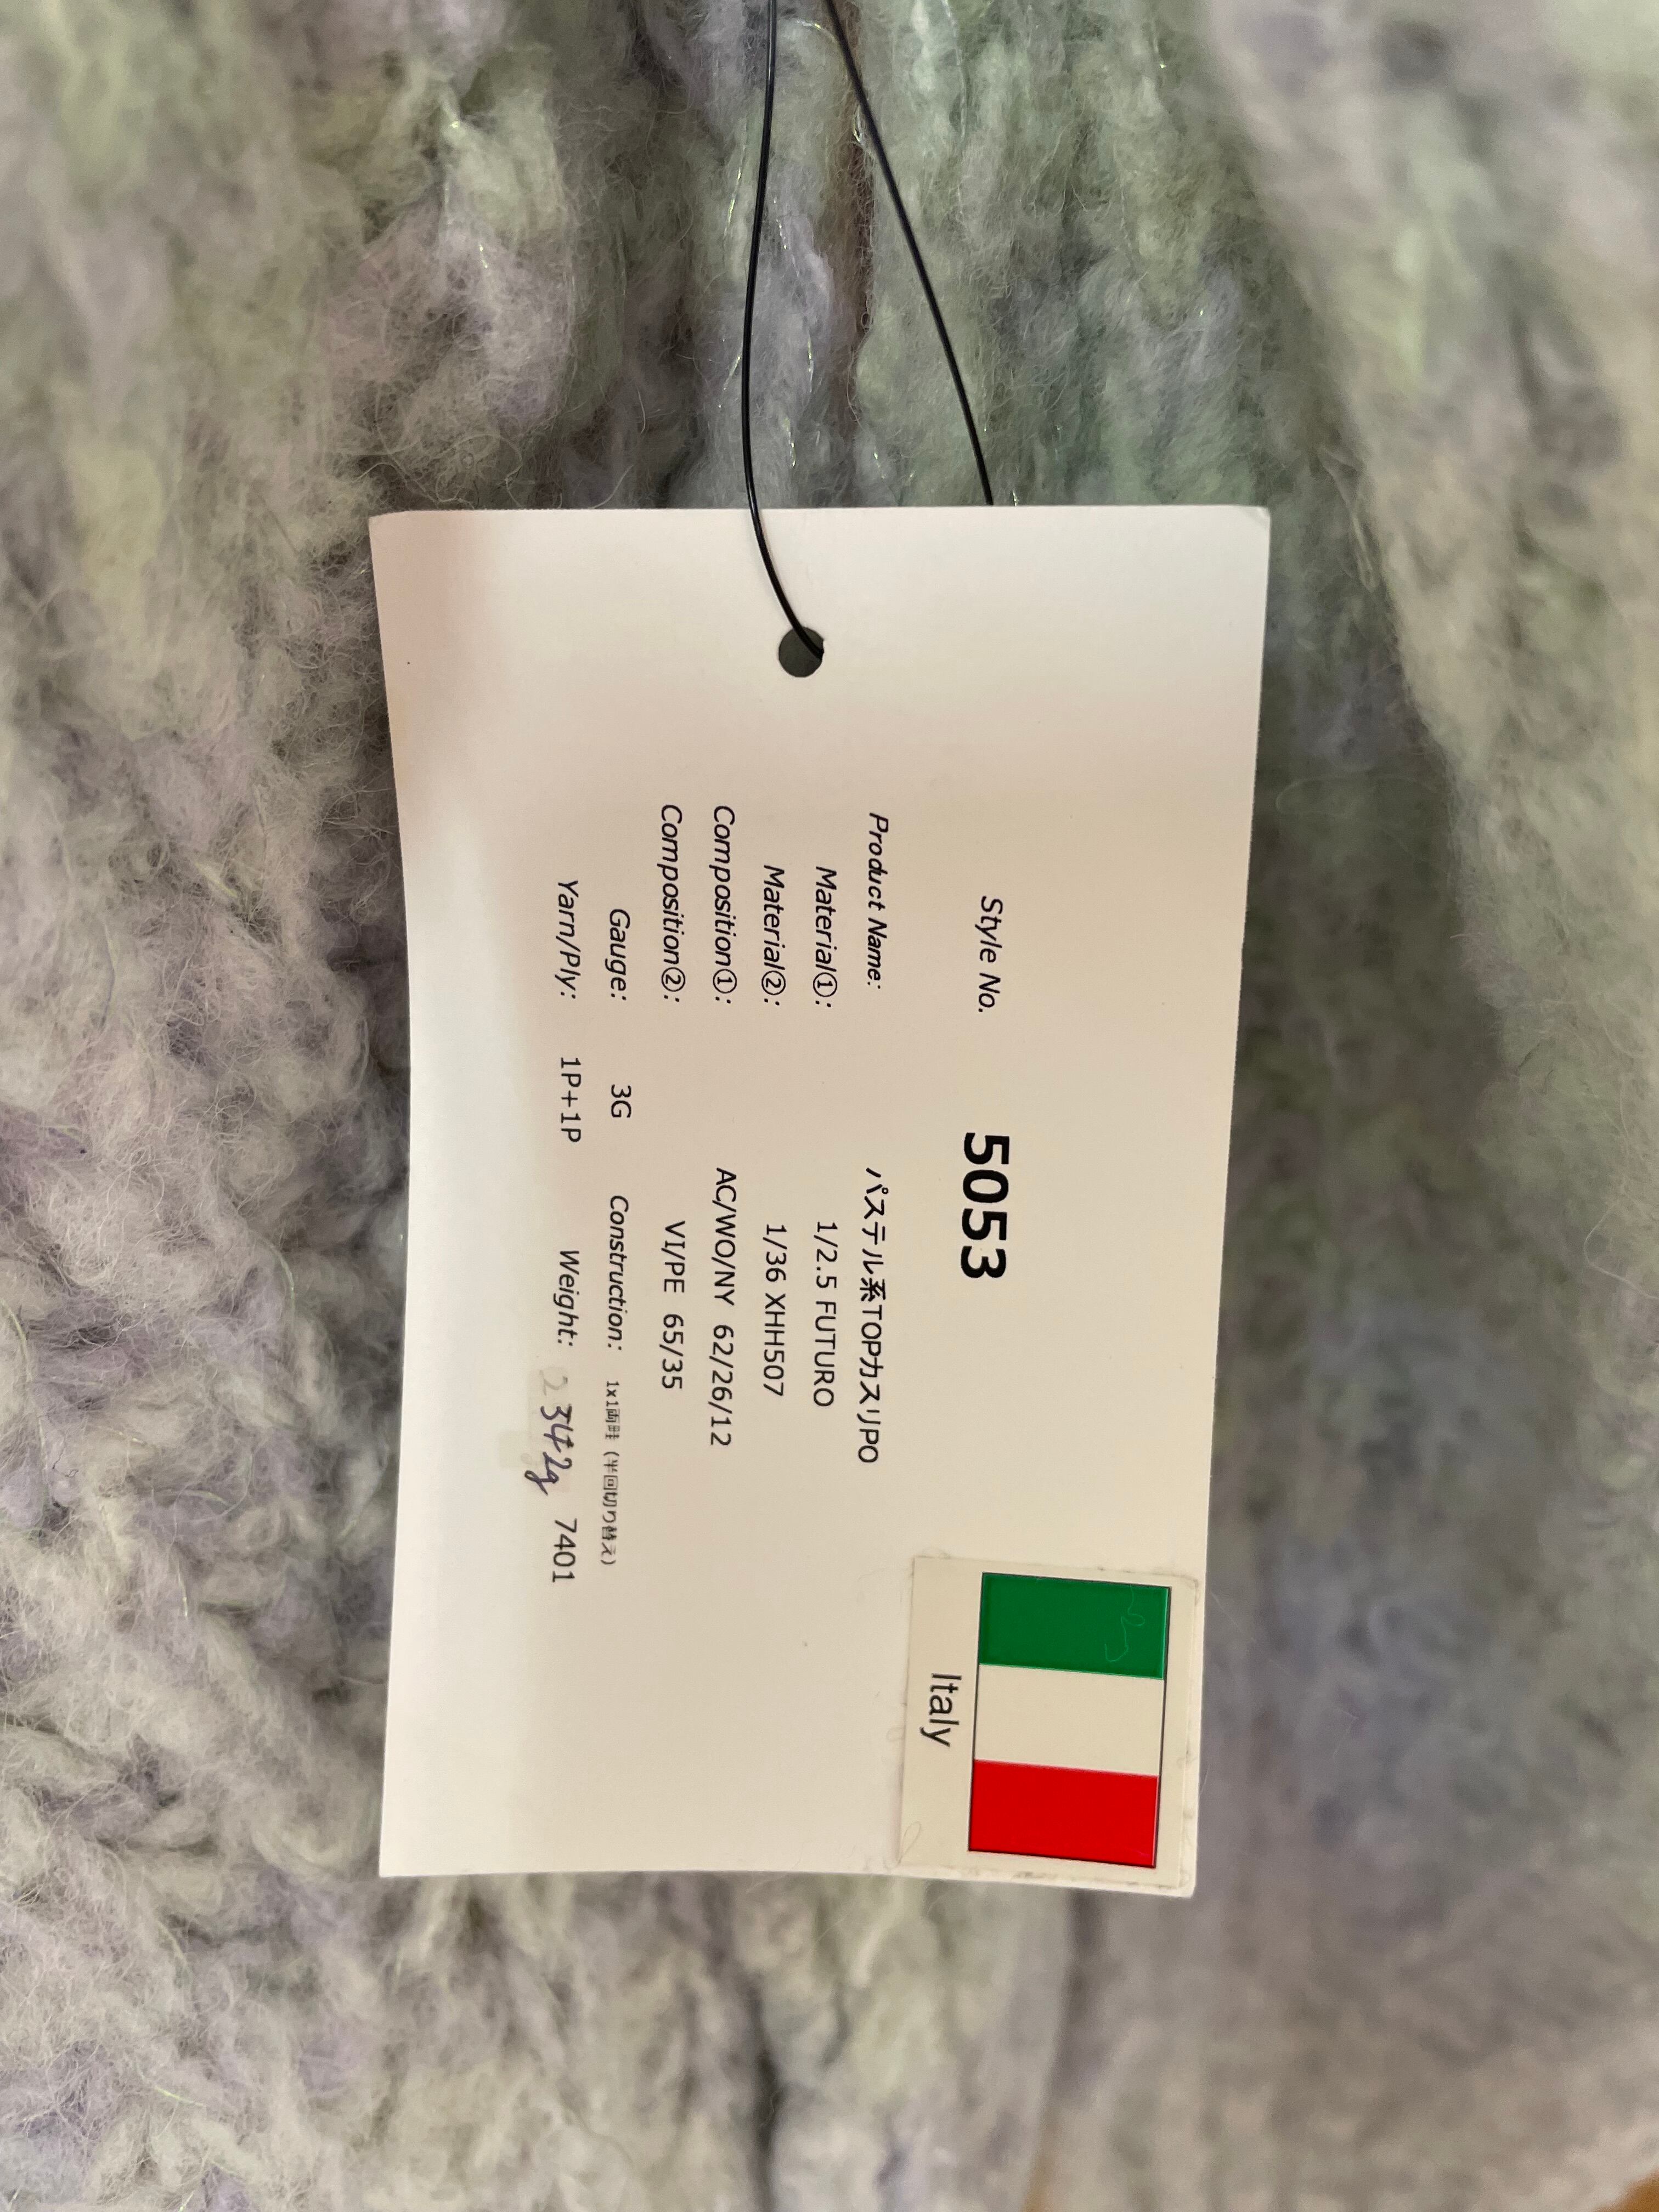 Style No. 5053
Product Name: パステル系TOPカスリPO
Material①: 1/2.5 FUTURO
Material②: 1/36 XHH507
Composition①: AC/WO/NY 62/26/12
Composition②: VI/PE 65/35
Gauge: 3G Construction: 1x1両畦（半回切り替え）
Yarn/Ply: 1P+1P Weight: 342g 7401
Italy